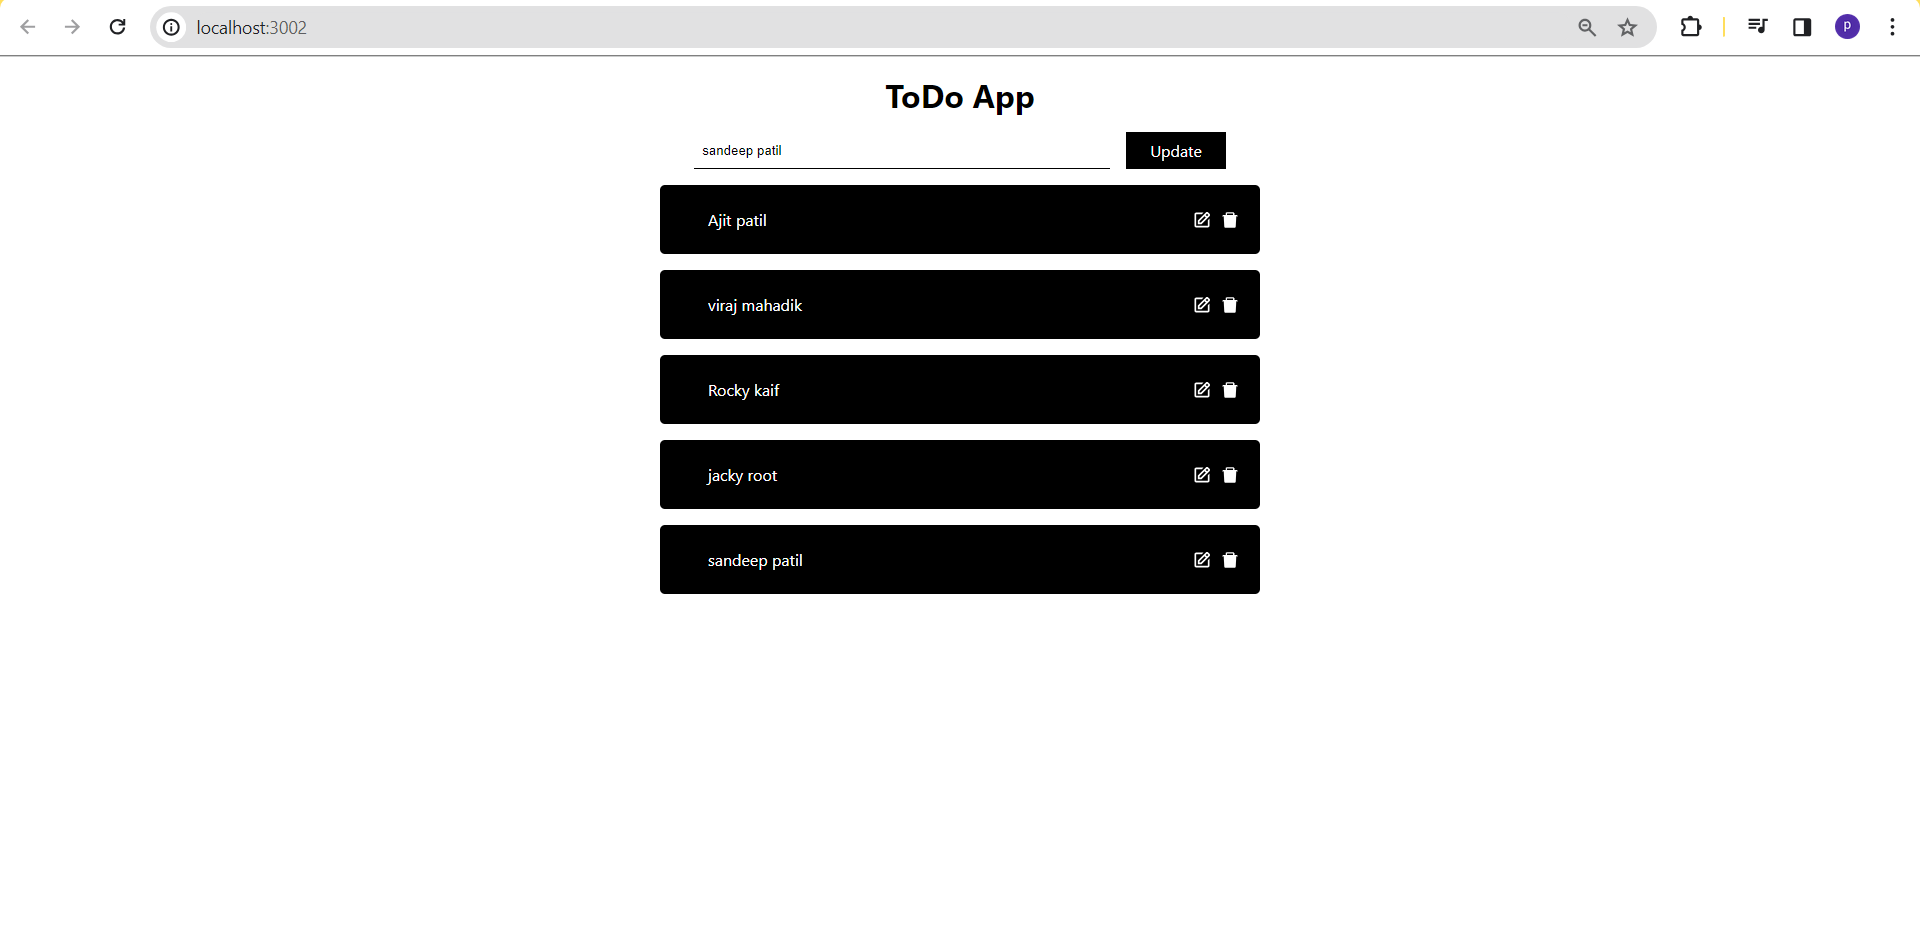 localhost:3002
p
ToDo App
sandeep patil
Update
Ajit patil
viraj mahadik
Rocky kaif
jacky root
sandeep patil